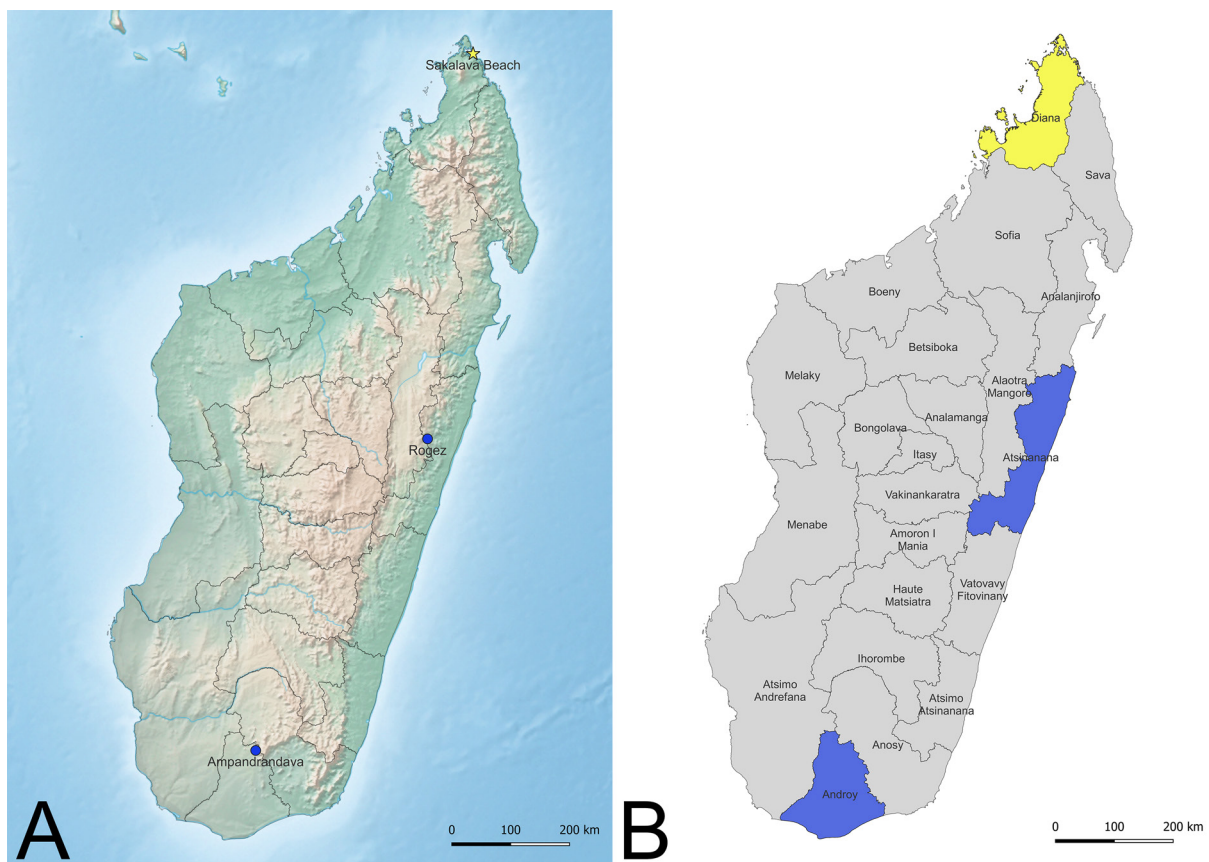 Sakalava Beach
Rogez
Ampandrandava
A
0 100 200 km
Diana
Sava
Sofia
Boeny
Analanjirofo
Betsiboka
Melaky
Alaotra
Mangoro
Analamanga
Bongolava
Itasy
Atsinanana
Vakinankaratra
Menabe
Amoron I
Mania
Haute
Matsiatra
Vatovavy
Fitovinany
Ihorombe
Atsimo
Andrefana
Atsimo
Atsinanana
Anosy
Androy
B
0 100 200 km